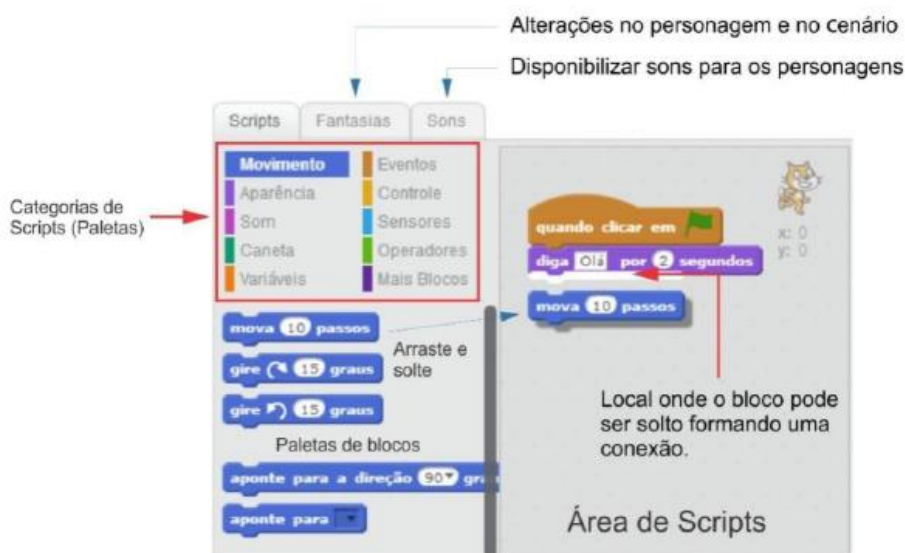 Alterações no personagem e no cenário
Disponibilizar sons para os personagens
Scripts Fantasias Sons
Categorias de
Scripts (Paletas)
Movimento Eventos
Aparência Controle
Som Sensores
Caneta Operadores
Variáveis Mais Blocos
quando clicar em
diga Olá por 2 segundos
mova 10 passos
x: 0
y: 0
mova 10 passos
gire 15 graus
gire 15 graus
Arraste e
solte
Paletas de blocos
aponte para a direção 90 gra
aponte para
Local onde o bloco pode
ser solto formando uma
conexão.
Área de Scripts